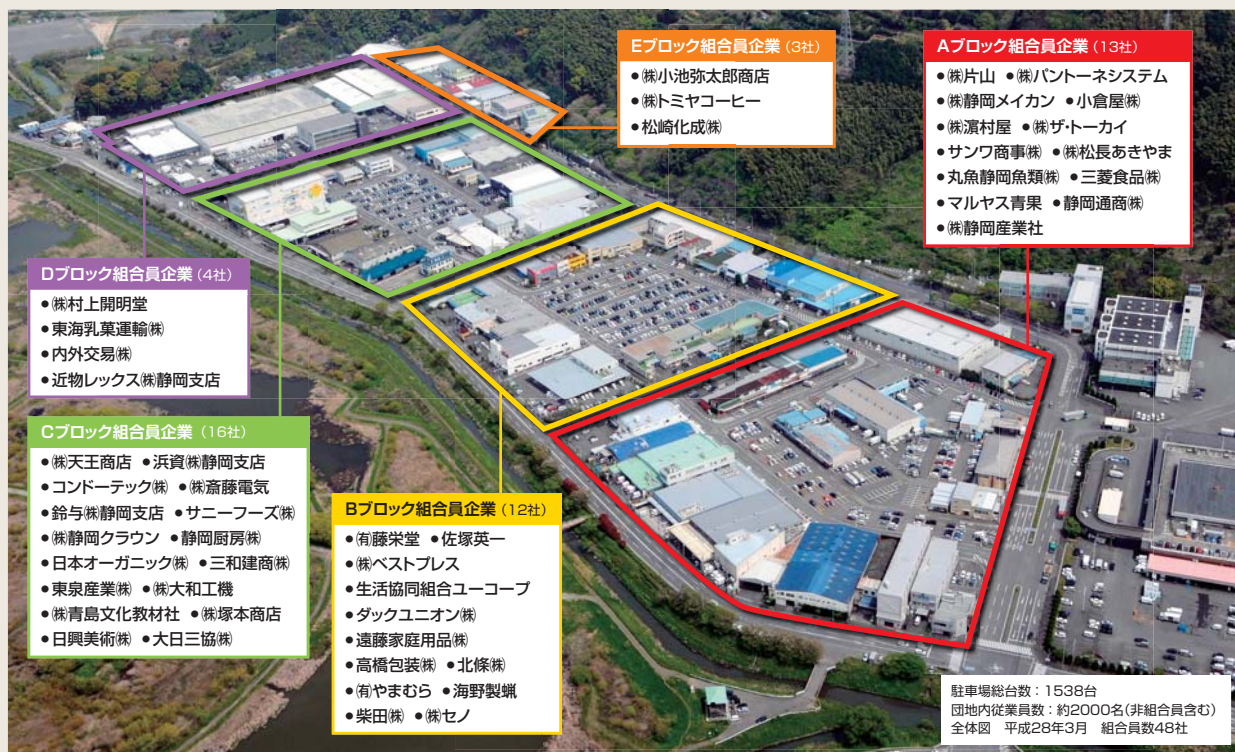 Eブロック組合員企業(3社)
●㈱小池弥太郎商店
●㈱トミヤコーヒー
●松崎化成㈱
Aブロック組合員企業(13社)
●㈱片山 ●㈱パントーネシステム
●㈱静岡メイカン ●小倉屋㈱
●㈱濵村屋 ●㈱ザ・トーカイ
●サンワ商事㈱ ●㈱松長あきやま
●丸魚静岡魚類㈱ ●三菱食品㈱
●マルヤス青果 ●静岡通商㈱
●㈱静岡産業社
Dブロック組合員企業(4社)
●㈱村上開明堂
●東海乳菓運輸㈱
●内外交易㈱
●近物レックス㈱静岡支店
Cブロック組合員企業(16社)
●㈱天王商店 ●浜資㈱静岡支店
●コンドーテック㈱ ●㈱斎藤電気
●鈴与㈱静岡支店 ●サニーフーズ㈱
●㈱静岡クラウン ●静岡厨房㈱
●日本オーガニック㈱ ●三和建商㈱
●東泉産業㈱ ●㈱大和工機
●㈱青島文化教材社 ●㈱塚本商店
●日興美術㈱ ●大日三協㈱
Bブロック組合員企業(12社)
●㈲藤栄堂 ●佐塚英一
●㈱ベストプレス
●生活協同組合ユーコープ
●ダックユニオン㈱
●遠藤家庭用品㈱
●高橋包装㈱ ●北條㈱
●㈲やまむら ●海野製蝋
●柴田㈱ ●㈱セノ
駐車場総台数:1538台
団地内従業員数:約2000名(非組合員含む)
全体図 平成28年3月 組合員数48社